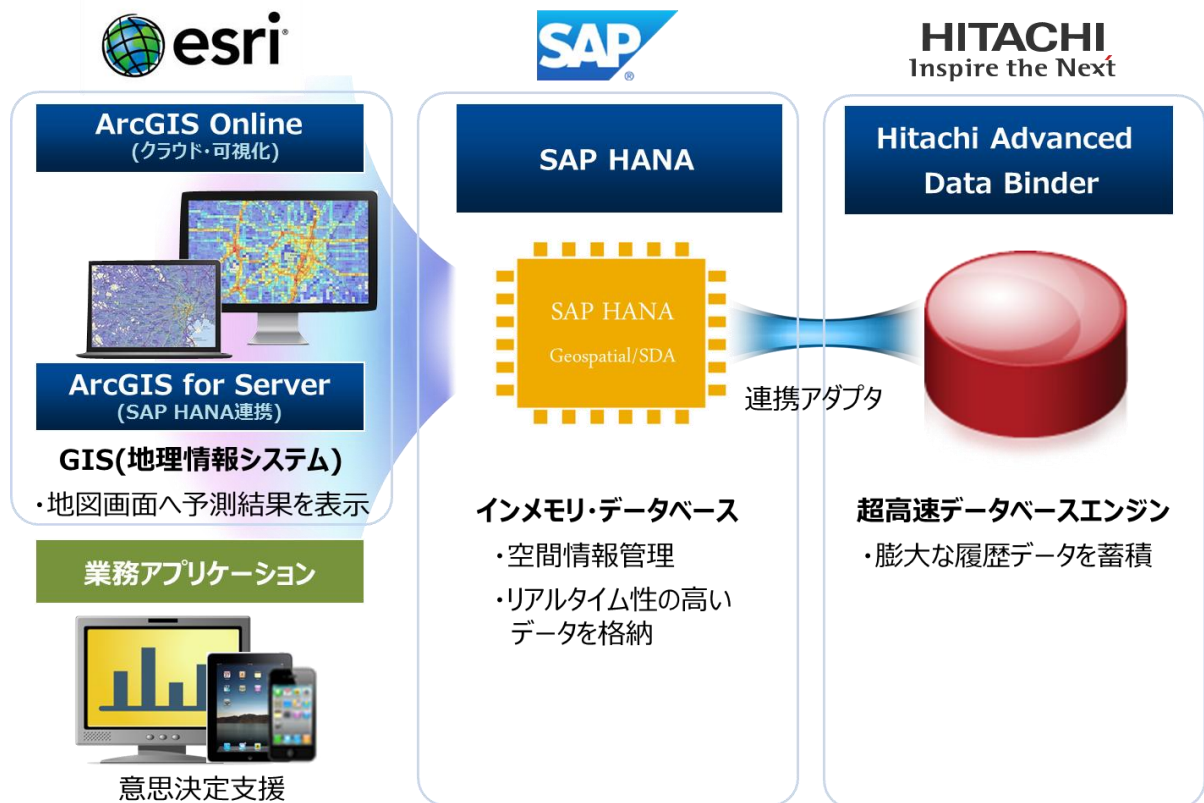 esri
ArcGIS Online
(クラウド・可視化)
ArcGIS for Server
(SAP HANA連携)
GIS(地理情報システム)
・地図画面へ予測結果を表示
業務アプリケーション
意思決定支援
SAP
SAP HANA
SAP HANA
Geospatial/SDA
連携アダプタ
インメモリ・データベース
・空間情報管理
・リアルタイム性の高い
データを格納
HITACHI
Inspire the Next
Hitachi Advanced
Data Binder
超高速データベースエンジン
・膨大な履歴データを蓄積